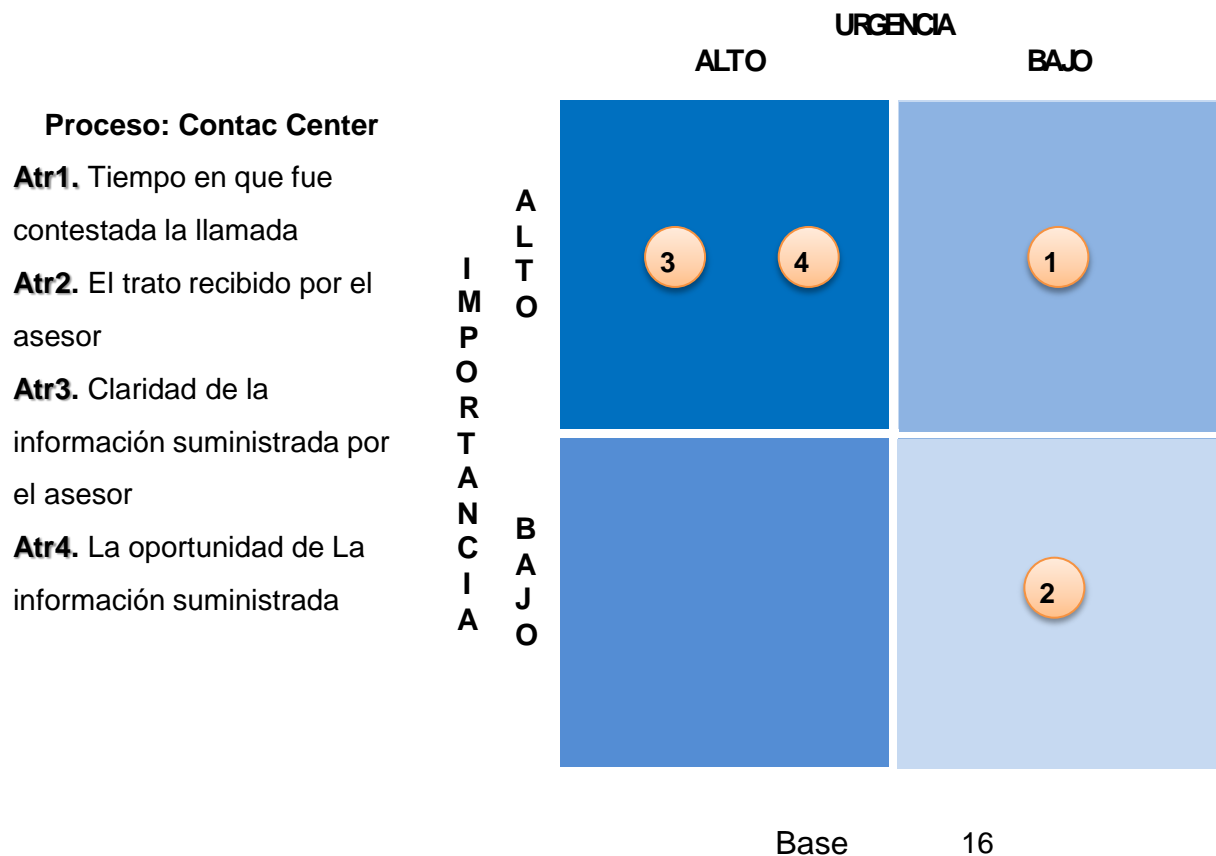 URGENCIA
ALTO BAJO
Proceso: Contac Center
Atr1. Tiempo en que fue
contestada la llamada
Atr2. El trato recibido por el
asesor
Atr3. Claridad de la
información suministrada por
el asesor
Atr4. La oportunidad de La
información suministrada
IMPORTANCIA
ALTO
3 4 1
BAJO
2
Base 16